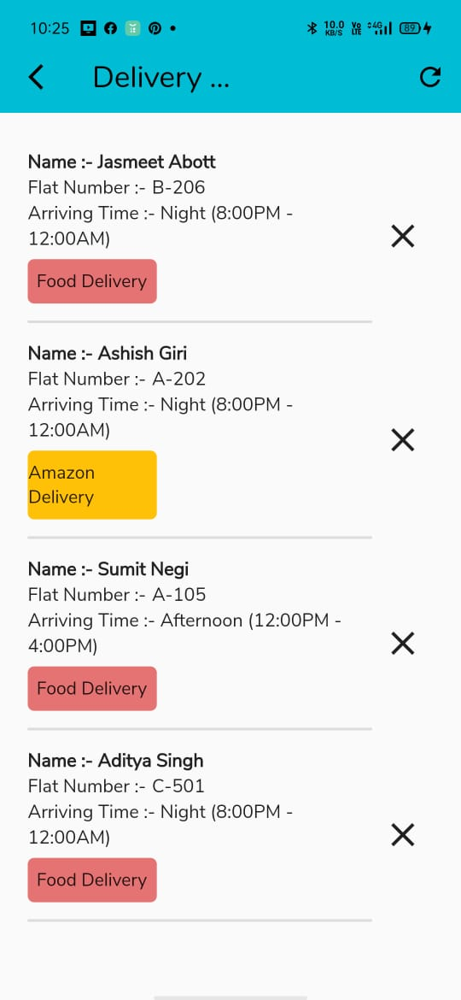 10:25 10.0 KB/S Vo LTE 4G 89
Delivery ...
Name :- Jasmeet Abott
Flat Number :- B-206
Arriving Time :- Night (8:00PM -
12:00AM)
Food Delivery
Name :- Ashish Giri
Flat Number :- A-202
Arriving Time :- Night (8:00PM -
12:00AM)
Amazon
Delivery
Name :- Sumit Negi
Flat Number :- A-105
Arriving Time :- Afternoon (12:00PM -
4:00PM)
Food Delivery
Name :- Aditya Singh
Flat Number :- C-501
Arriving Time :- Night (8:00PM -
12:00AM)
Food Delivery